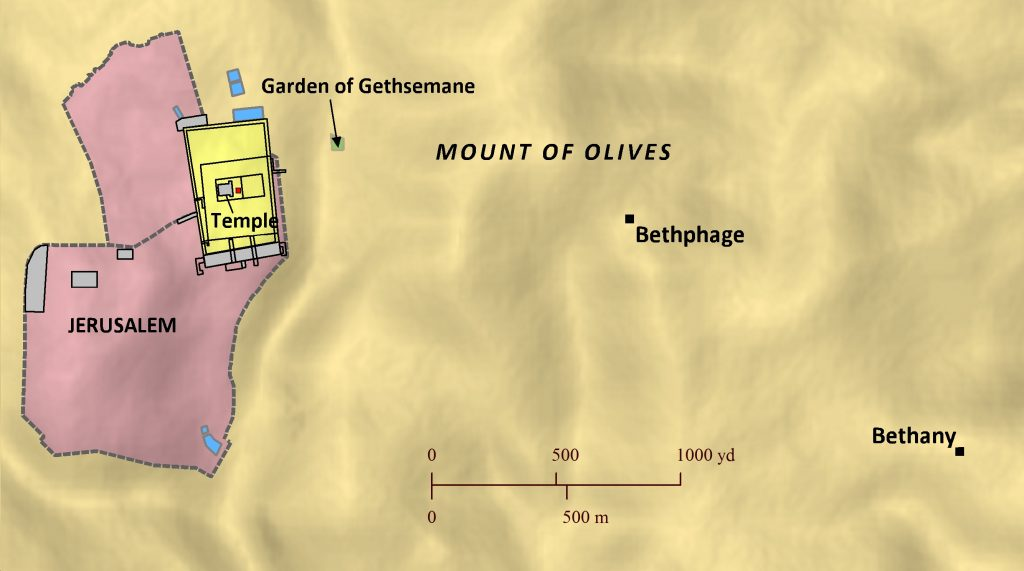 Garden of Gethsemane
MOUNT OF OLIVES
Temple
Bethphage
JERUSALEM
Bethany
0 500 1000 yd
0 500 m